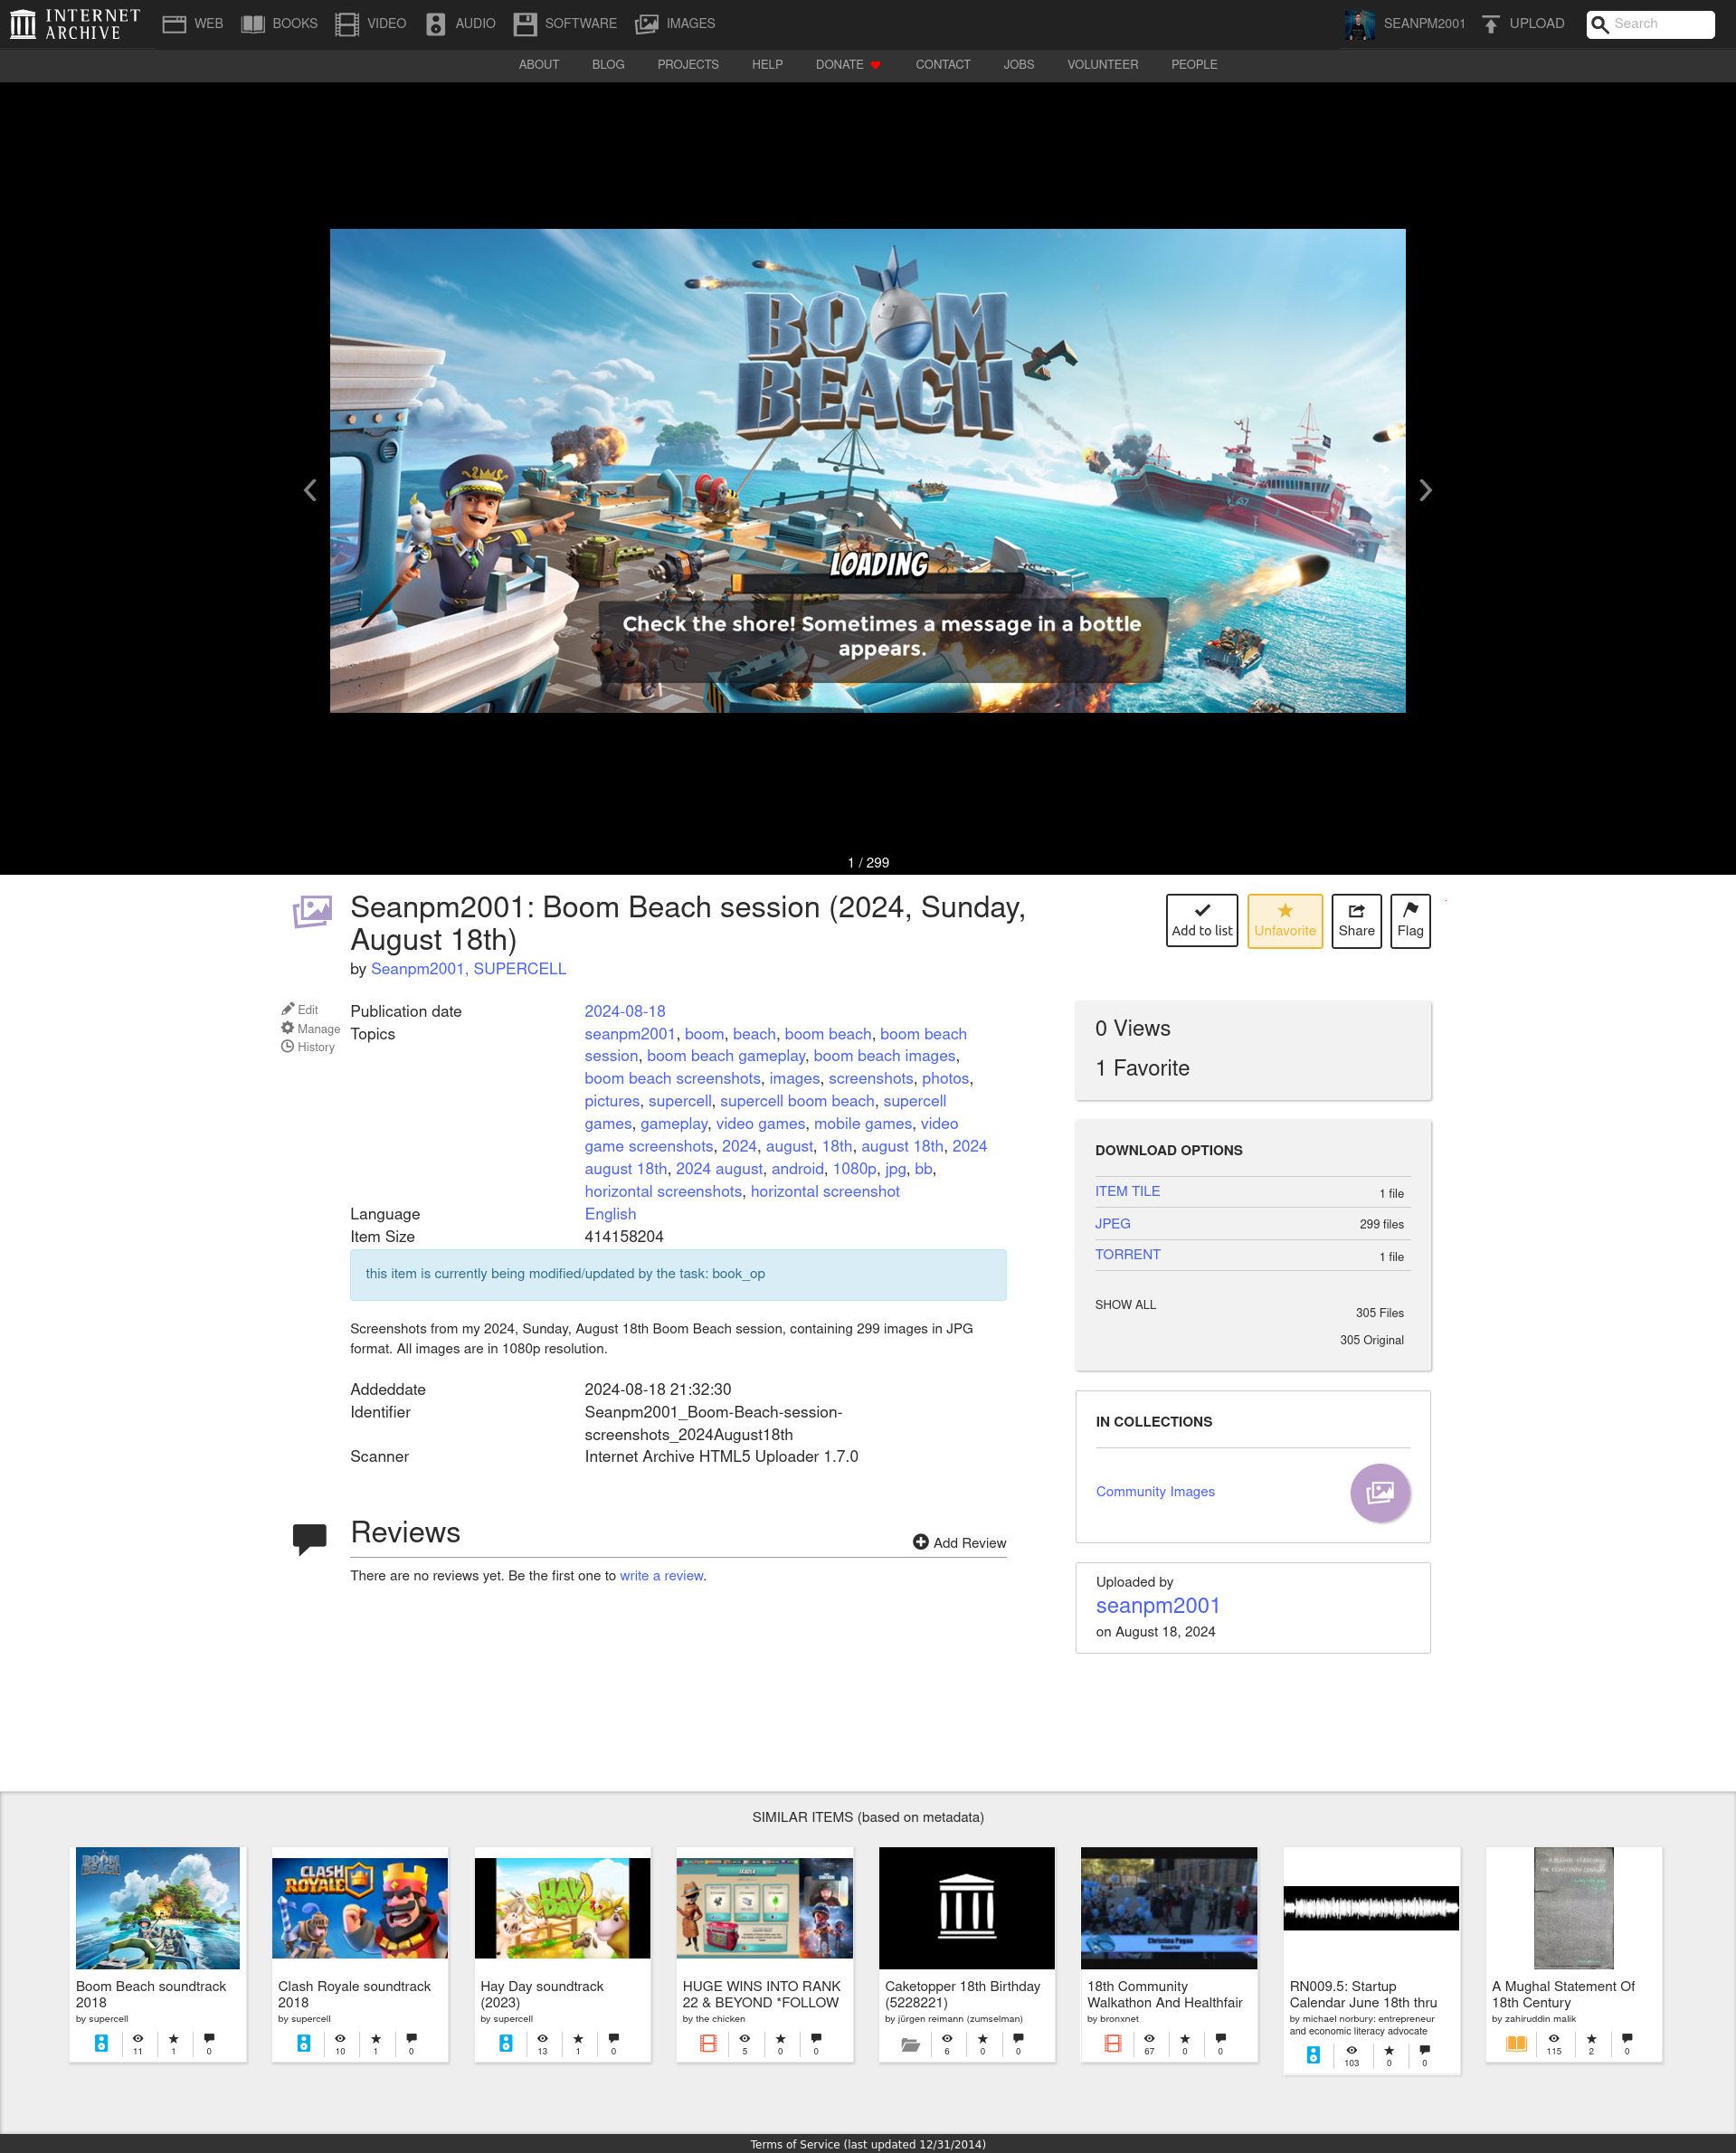 INTERNET
ARCHIVE
WEB BOOKS VIDEO AUDIO SOFTWARE IMAGES SEANPM2001 UPLOAD Search
ABOUT BLOG PROJECTS HELP DONATE CONTACT JOBS VOLUNTEER PEOPLE
BOOM
BEACH
LOADING
Check the shore! Sometimes a message in a bottle
appears.
1 / 299
Seanpm2001: Boom Beach session (2024, Sunday,
August 18th)
by Seanpm2001, SUPERCELL
Add to list Unfavorite Share Flag
Edit
Manage
History
Publication date 2024-08-18
Topics seanpm2001, boom, beach, boom beach, boom beach
session, boom beach gameplay, boom beach images,
boom beach screenshots, images, screenshots, photos,
pictures, supercell, supercell boom beach, supercell
games, gameplay, video games, mobile games, video
game screenshots, 2024, august, 18th, august 18th, 2024
august 18th, 2024 august, android, 1080p, jpg, bb,
horizontal screenshots, horizontal screenshot
Language English
Item Size 414158204
this item is currently being modified/updated by the task: book_op
Screenshots from my 2024, Sunday, August 18th Boom Beach session, containing 299 images in JPG
format. All images are in 1080p resolution.
Addeddate 2024-08-18 21:32:30
Identifier Seanpm2001_Boom-Beach-session-
screenshots_2024August18th
Scanner Internet Archive HTML5 Uploader 1.7.0
Reviews
Add Review
There are no reviews yet. Be the first one to write a review.
0 Views
1 Favorite
DOWNLOAD OPTIONS
ITEM TILE 1 file
JPEG 299 files
TORRENT 1 file
SHOW ALL 305 Files
305 Original
IN COLLECTIONS
Community Images
Uploaded by
seanpm2001
on August 18, 2024
SIMILAR ITEMS (based on metadata)
BOOM
BEACH
Boom Beach soundtrack
2018
by supercell
11 1 0
CLASH
ROYALE
Clash Royale soundtrack
2018
by supercell
10 1 0
HAY
DAY
Hay Day soundtrack
(2023)
by supercell
13 1 0
HUGE WINS INTO RANK
22 & BEYOND *FOLLOW
by the chicken
5 0 0
Caketopper 18th Birthday
(5228221)
by jürgen reimann (zumselman)
6 0 0
Christina Pagan
18th Community
Walkathon And Healthfair
by bronxnet
67 0 0
RN009.5: Startup
Calendar June 18th thru
by michael norbury: entrepreneur
and economic literacy advocate
103 0 0
A Mughal Statement Of
18th Century
by zahiruddin malik
115 2 0
Terms of Service (last updated 12/31/2014)